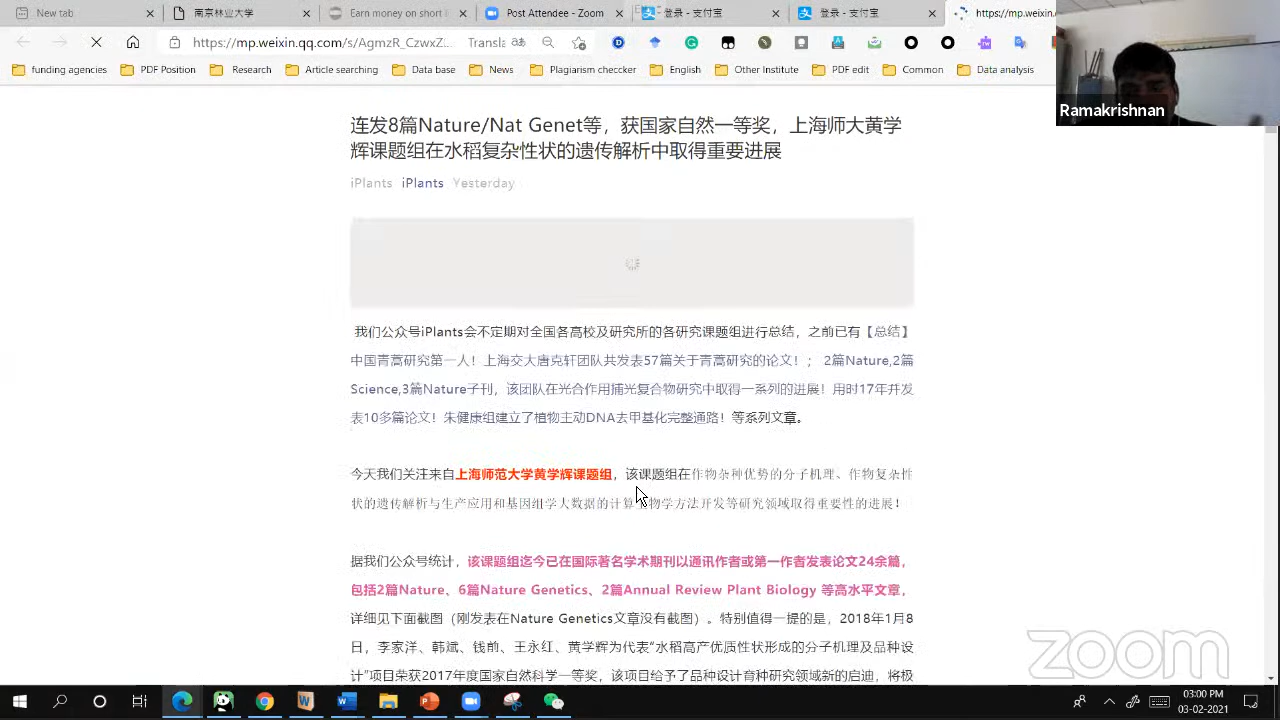 南京林业大学
登录 - 支付宝
登录 - 支付宝
https://mp.weixin.qq.com/s/AgmzR_CzwxZ...
funding agencies
PDF Position
Research
Data base
News
Plagiarism checker
English
Other Institute
PDF edit
Common
Data analysis
Ramakrishnan
连发8篇Nature/Nat Genet等，获国家自然一等奖，上海师大黄学
辉课题组在水稻复杂性状的遗传解析中取得重要进展
iPlants iPlants Yesterday
我们公众号iPlants会不定期对全国各高校及研究所的各研究课题组进行总结，之前已有【总结】
中国青蒿研究第一人！上海交大唐克轩团队共发表57篇关于青蒿研究的论文！； 2篇Nature,2篇
Science,3篇Nature子刊，该团队在光合作用捕光复合物研究中取得一系列的进展！用时17年并发
表10多篇论文！朱健康组建立了植物主动DNA去甲基化完整通路！等系列文章。
今天我们关注来自上海师范大学黄学辉课题组，该课题组在作物杂种优势的分子机理、作物复杂性
状的遗传解析与生产应用和基因组学大数据的计算生物学方法开发等研究领域取得重要性的进展！
据我们公众号统计，该课题组迄今已在国际著名学术期刊以通讯作者或第一作者发表论文24余篇，
包括2篇Nature、6篇Nature Genetics、2篇Annual Review Plant Biology 等高水平文章，
详细见下面截图（刚发表在Nature Genetics文章没有截图）。特别值得一提的是，2018年1月8
日，李家洋、韩斌、钱前、王永红、黄学辉为代表“水稻高产优质性状形成的分子机理及品种设
计”项目荣获2017年度国家自然科学一等奖，该项目给予了品种设计育种研究领域新的启迪，将极
zoom
03:00 PM
03-02-2021